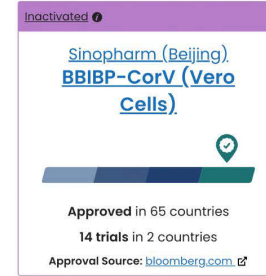 Inactivated
Sinopharm (Beijing)
BBIBP-CorV (Vero
Cells)
Approved in 65 countries
14 trials in 2 countries
Approval Source: bloomberg.com